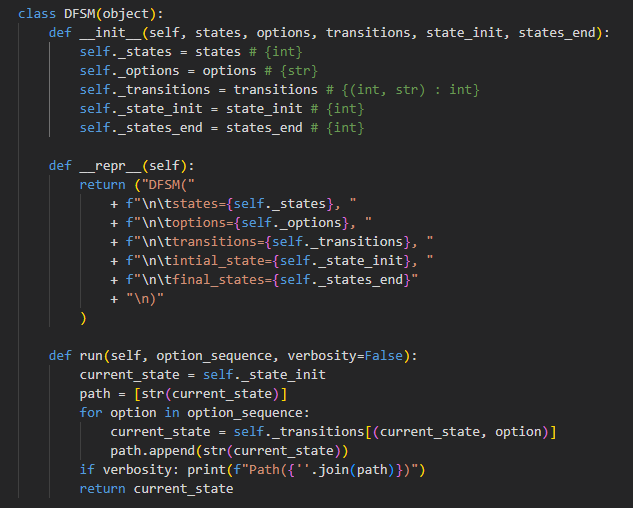 class DFSM(object):
    def __init__(self, states, options, transitions, state_init, states_end):
        self._states = states # {int}
        self._options = options # {str}
        self._transitions = transitions # {(int, str) : int}
        self._state_init = state_init # {int}
        self._states_end = states_end # {int}

    def __repr__(self):
        return ("DFSM("
            + f"\n\tstates={self._states}, "
            + f"\n\toptions={self._options}, "
            + f"\n\ttransitions={self._transitions}, "
            + f"\n\tintial_state={self._state_init}, "
            + f"\n\tfinal_states={self._states_end}"
            + "\n)"
        )

    def run(self, option_sequence, verbosity=False):
        current_state = self._state_init
        path = [str(current_state)]
        for option in option_sequence:
            current_state = self._transitions[(current_state, option)]
            path.append(str(current_state))
        if verbosity: print(f"Path({''.join(path)})")
        return current_state